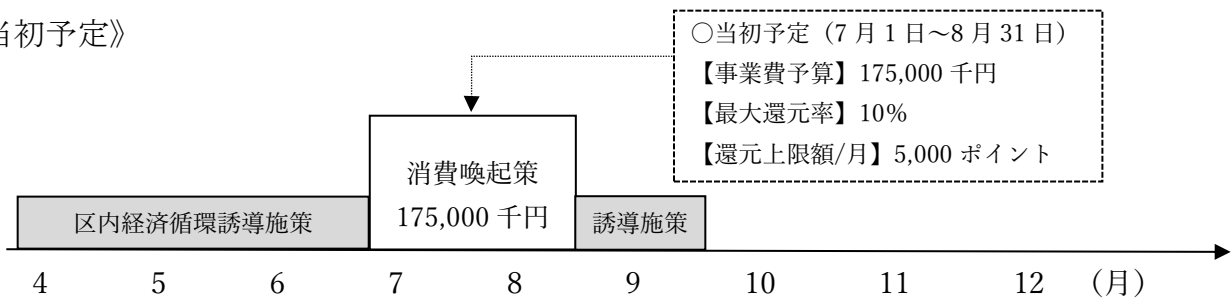 当初予定》
○当初予定（7 月 1 日～8 月 31 日）
【事業費予算】175,000 千円
【最大還元率】10%
【還元上限額/月】5,000 ポイント
消費喚起策
175,000 千円
区内経済循環誘導施策
誘導施策
4 5 6 7 8 9 10 11 12 （月）